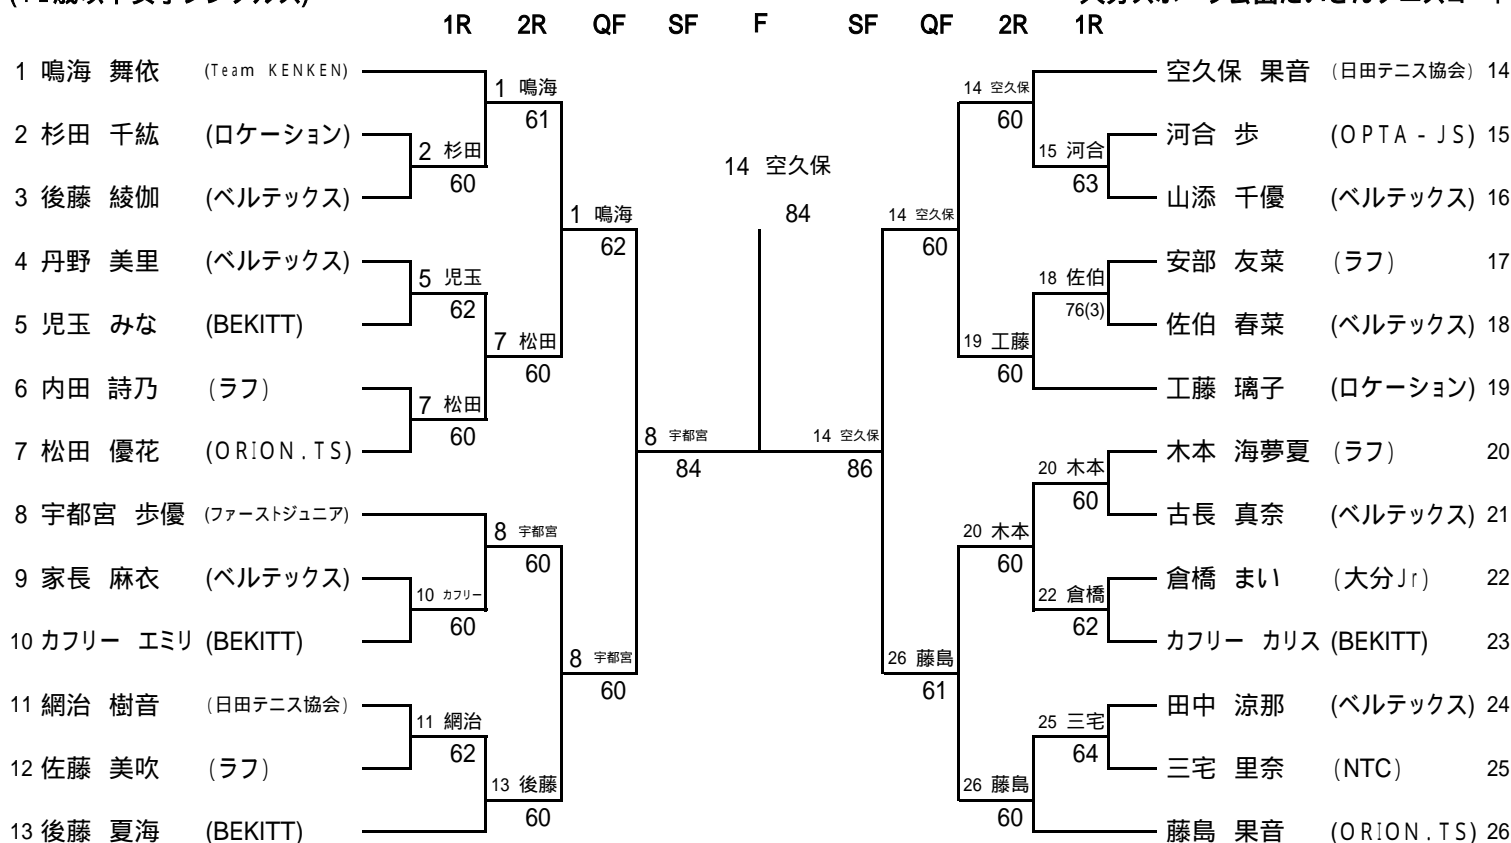 1R 2R QF SF F SF QF 2R 1R
1 鳴海 舞依 (Team KENKEN)
2 杉田 千紘 (ロケーション)
3 後藤 綾伽 (ベルテックス)
4 丹野 美里 (ベルテックス)
5 児玉 みな (BEKITT)
6 内田 詩乃 (ラフ)
7 松田 優花 (ORION.TS)
8 宇都宮 歩優 (ファーストジュニア)
9 家長 麻衣 (ベルテックス)
10 カフリー エミリ (BEKITT)
11 網治 樹音 (日田テニス協会)
12 佐藤 美吹 (ラフ)
13 後藤 夏海 (BEKITT)
2 杉田
60
5 児玉
62
7 松田
60
10 カフリー
60
11 網治
62
1 鳴海
61
7 松田
60
8 宇都宮
60
13 後藤
60
1 鳴海
62
8 宇都宮
60
8 宇都宮
84
14 空久保
84
14 空久保
86
14 空久保
60
26 藤島
61
14 空久保
60
19 工藤
60
20 木本
60
26 藤島
60
15 河合
63
18 佐伯
76(3)
20 木本
60
22 倉橋
62
25 三宅
64
空久保 果音 (日田テニス協会) 14
河合 歩 (OPTA-JS) 15
山添 千優 (ベルテックス) 16
安部 友菜 (ラフ) 17
佐伯 春菜 (ベルテックス) 18
工藤 璃子 (ロケーション) 19
木本 海夢夏 (ラフ) 20
古長 真奈 (ベルテックス) 21
倉橋 まい (大分Jr) 22
カフリー カリス (BEKITT) 23
田中 涼那 (ベルテックス) 24
三宅 里奈 (NTC) 25
藤島 果音 (ORION.TS) 26